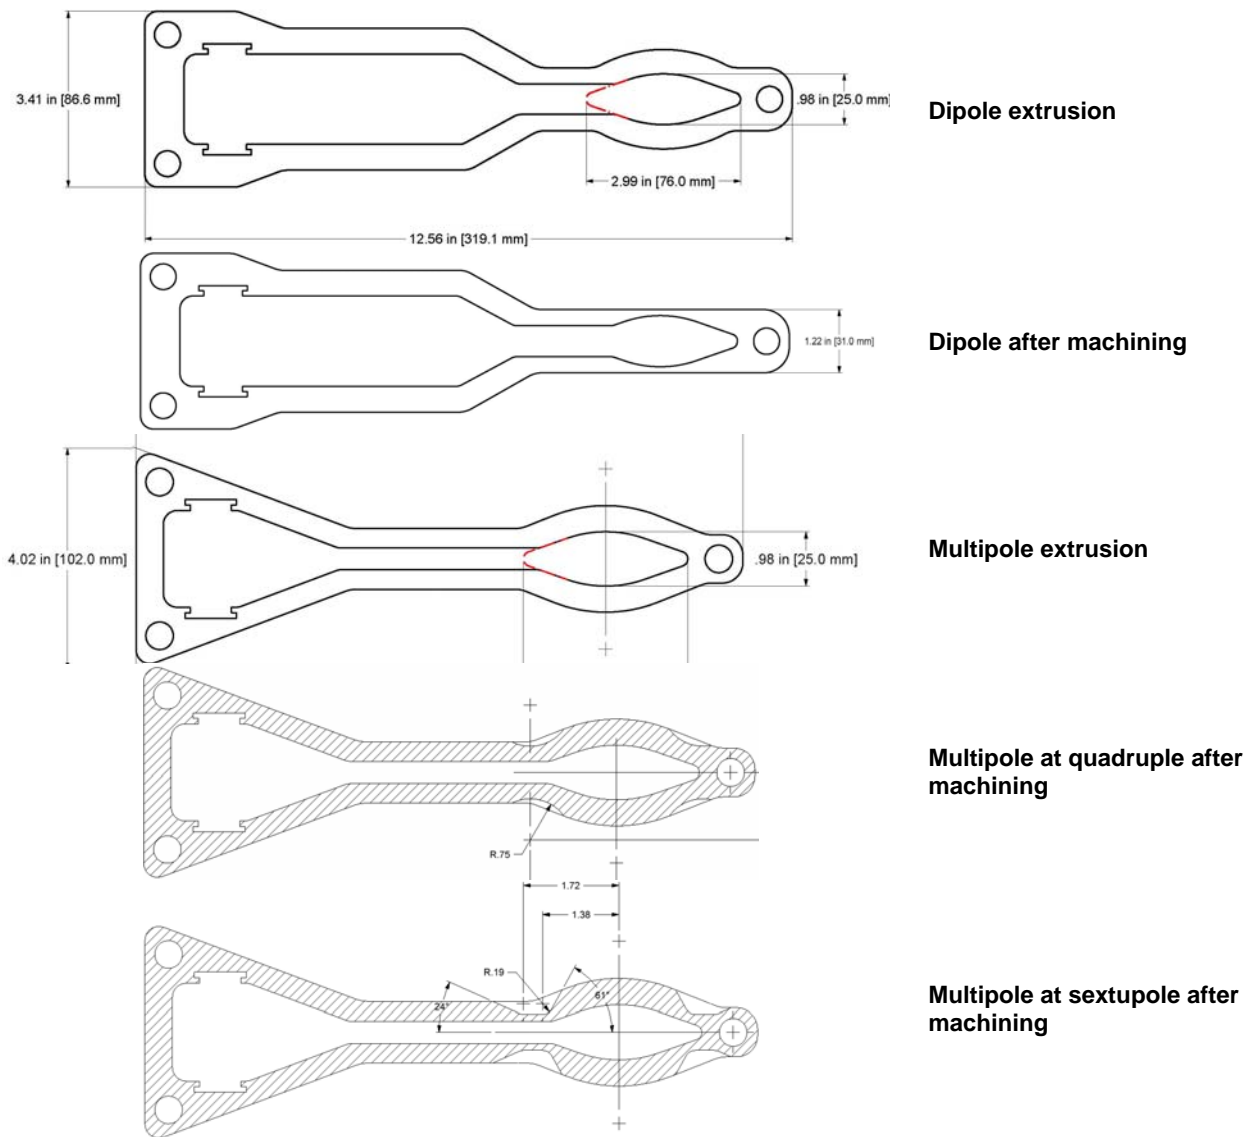 3.41 in [86.6 mm]
.98 in [25.0 mm]
Dipole extrusion
2.99 in [76.0 mm]
12.56 in [319.1 mm]
1.22 in [31.0 mm]
Dipole after machining
4.02 in [102.0 mm]
.98 in [25.0 mm]
Multipole extrusion
Multipole at quadruple after
machining
R.75
1.72
1.38
R.19
24°
61°
Multipole at sextupole after
machining